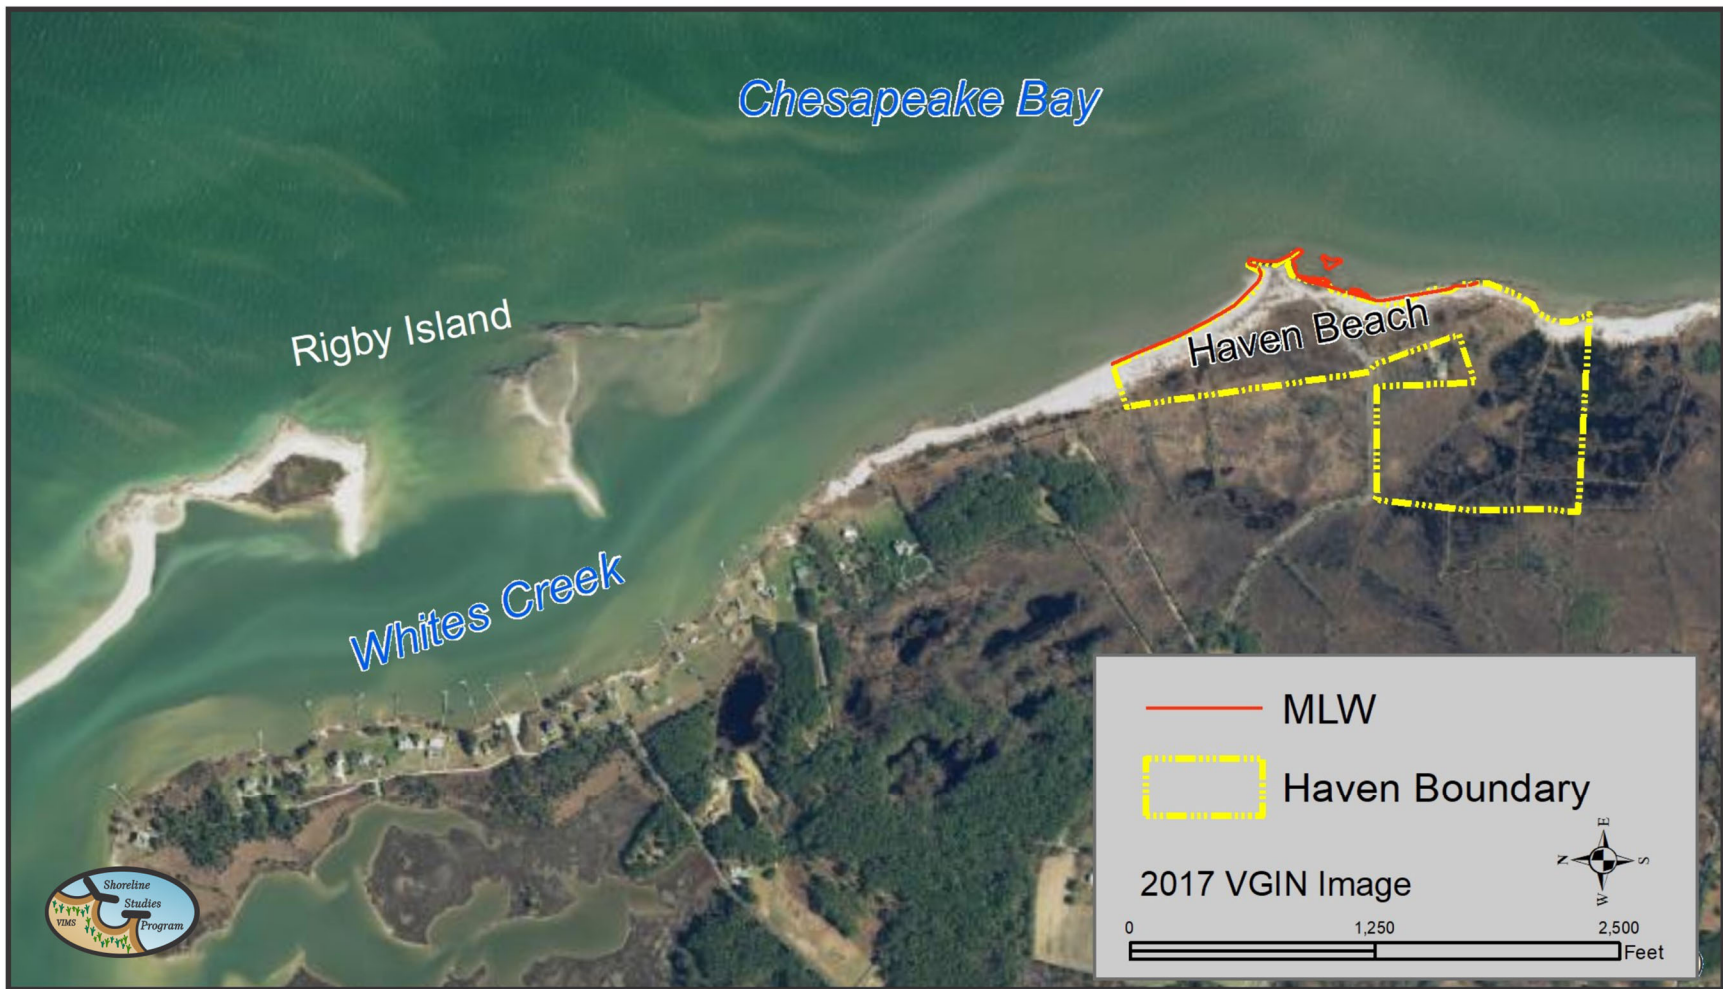 Chesapeake Bay
Rigby Island
Haven Beach
Whites Creek
MLW
Haven Boundary
2017 VGIN Image
E
N
S
W
0 1,250 2,500
Feet
Shoreline
Studies
Program
VIMS